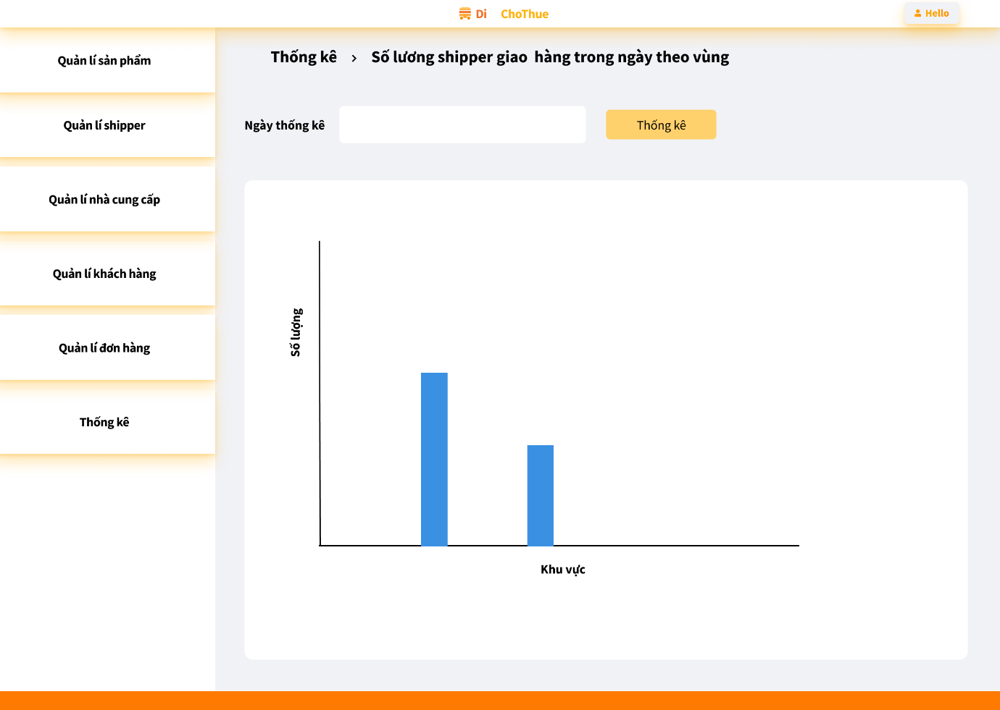 Di ChoThue
Hello
Thống kê > Số lương shipper giao hàng trong ngày theo vùng
Quản lí sản phẩm
Quản lí shipper
Quản lí nhà cung cấp
Quản lí khách hàng
Quản lí đơn hàng
Thống kê
Ngày thống kê
Thống kê
Số lượng
Khu vực